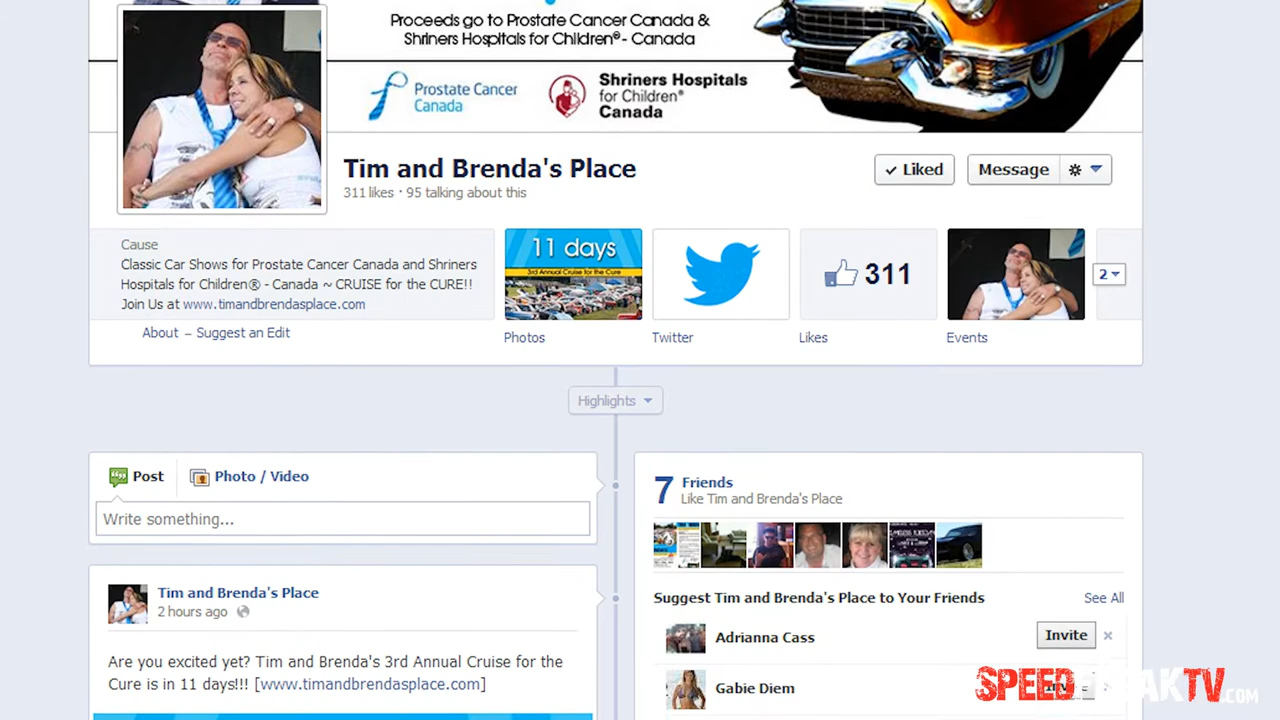 Proceeds go to Prostate Cancer Canada &
Shriners Hospitals for Children® - Canada
Prostate Cancer
Canada
Shriners Hospitals
for Children®
Canada
Tim and Brenda's Place
311 likes · 95 talking about this
✓ Liked
Message
Cause
Classic Car Shows for Prostate Cancer Canada and Shriners
Hospitals for Children® - Canada ~ CRUISE for the CURE!!
Join Us at www.timandbrendasplace.com
About – Suggest an Edit
11 days
3rd Annual Cruise for the Cure
Photos
Twitter
311
Likes
Events
2
Highlights
Post
Photo / Video
Write something...
Tim and Brenda's Place
2 hours ago
Are you excited yet? Tim and Brenda's 3rd Annual Cruise for the
Cure is in 11 days!!! [www.timandbrendasplace.com]
7 Friends
Like Tim and Brenda's Place
Suggest Tim and Brenda's Place to Your Friends
See All
Adrianna Cass
Invite
Gabie Diem
SPEEDFREAKTV.COM